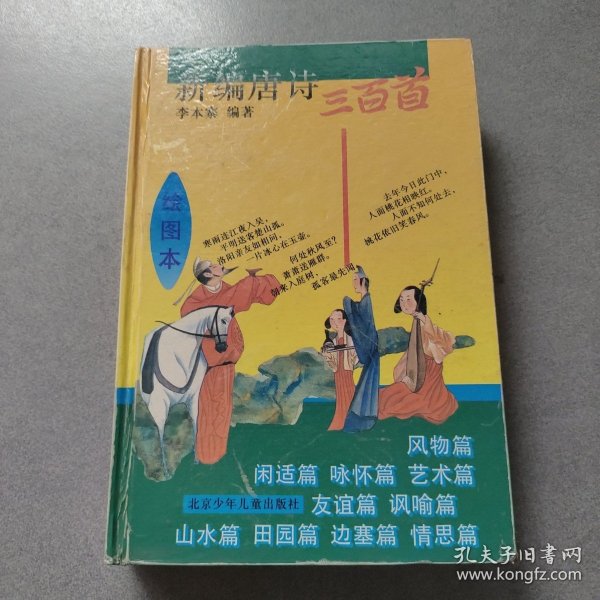 新编唐诗
三百首
李本寨 编著
绘图本
寒雨连江夜入吴，
平明送客楚山孤。
洛阳亲友如相问，
一片冰心在玉壶。
何处秋风至？
萧萧送雁群。
朝来入庭树，
孤客最先闻。
去年今日此门中，
人面桃花相映红。
人面不知何处去，
桃花依旧笑春风。
风物篇
闲适篇 咏怀篇 艺术篇
北京少年儿童出版社 友谊篇 讽喻篇
山水篇 田园篇 边塞篇 情思篇
孔夫子旧书网
www.kongfz.com